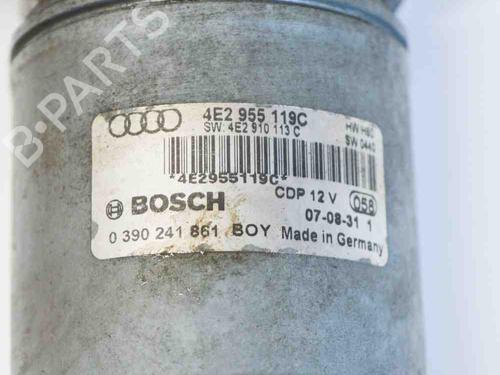 B-PARTS
4E2 955 119C
SW. 4E2 910 113 C
HW H60
SW 0440
*4E2955119C*
BOSCH
CDP 12 V
058
07-08-31 1
0 390 241 861 BOY Made in Germany